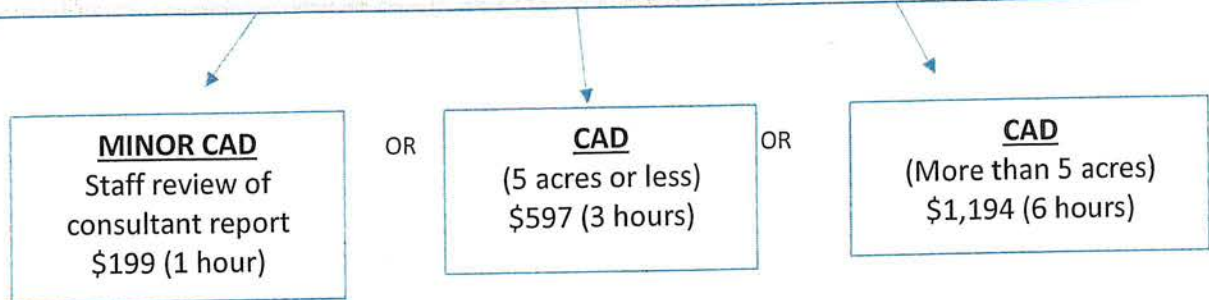 MINOR CAD
Staff review of
consultant report
$199 (1 hour)
OR
CAD
(5 acres or less)
$597 (3 hours)
OR
CAD
(More than 5 acres)
$1,194 (6 hours)